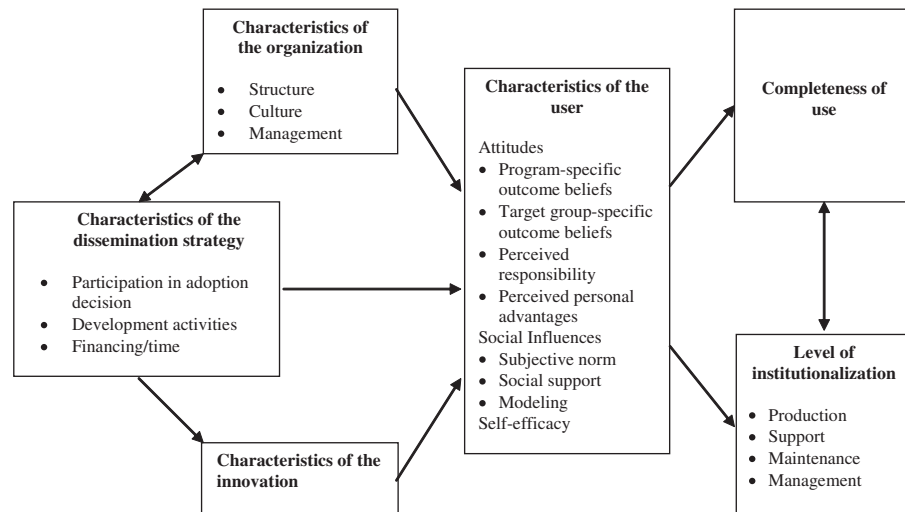 Characteristics of
the organization
• Structure
• Culture
• Management
Characteristics of the
dissemination strategy
• Participation in adoption
decision
• Development activities
• Financing/time
Characteristics of the
innovation
Characteristics of the
user
Attitudes
• Program-specific
outcome beliefs
• Target group-specific
outcome beliefs
• Perceived
responsibility
• Perceived personal
advantages
Social Influences
• Subjective norm
• Social support
• Modeling
Self-efficacy
Completeness of
use
Level of
institutionalization
• Production
• Support
• Maintenance
• Management